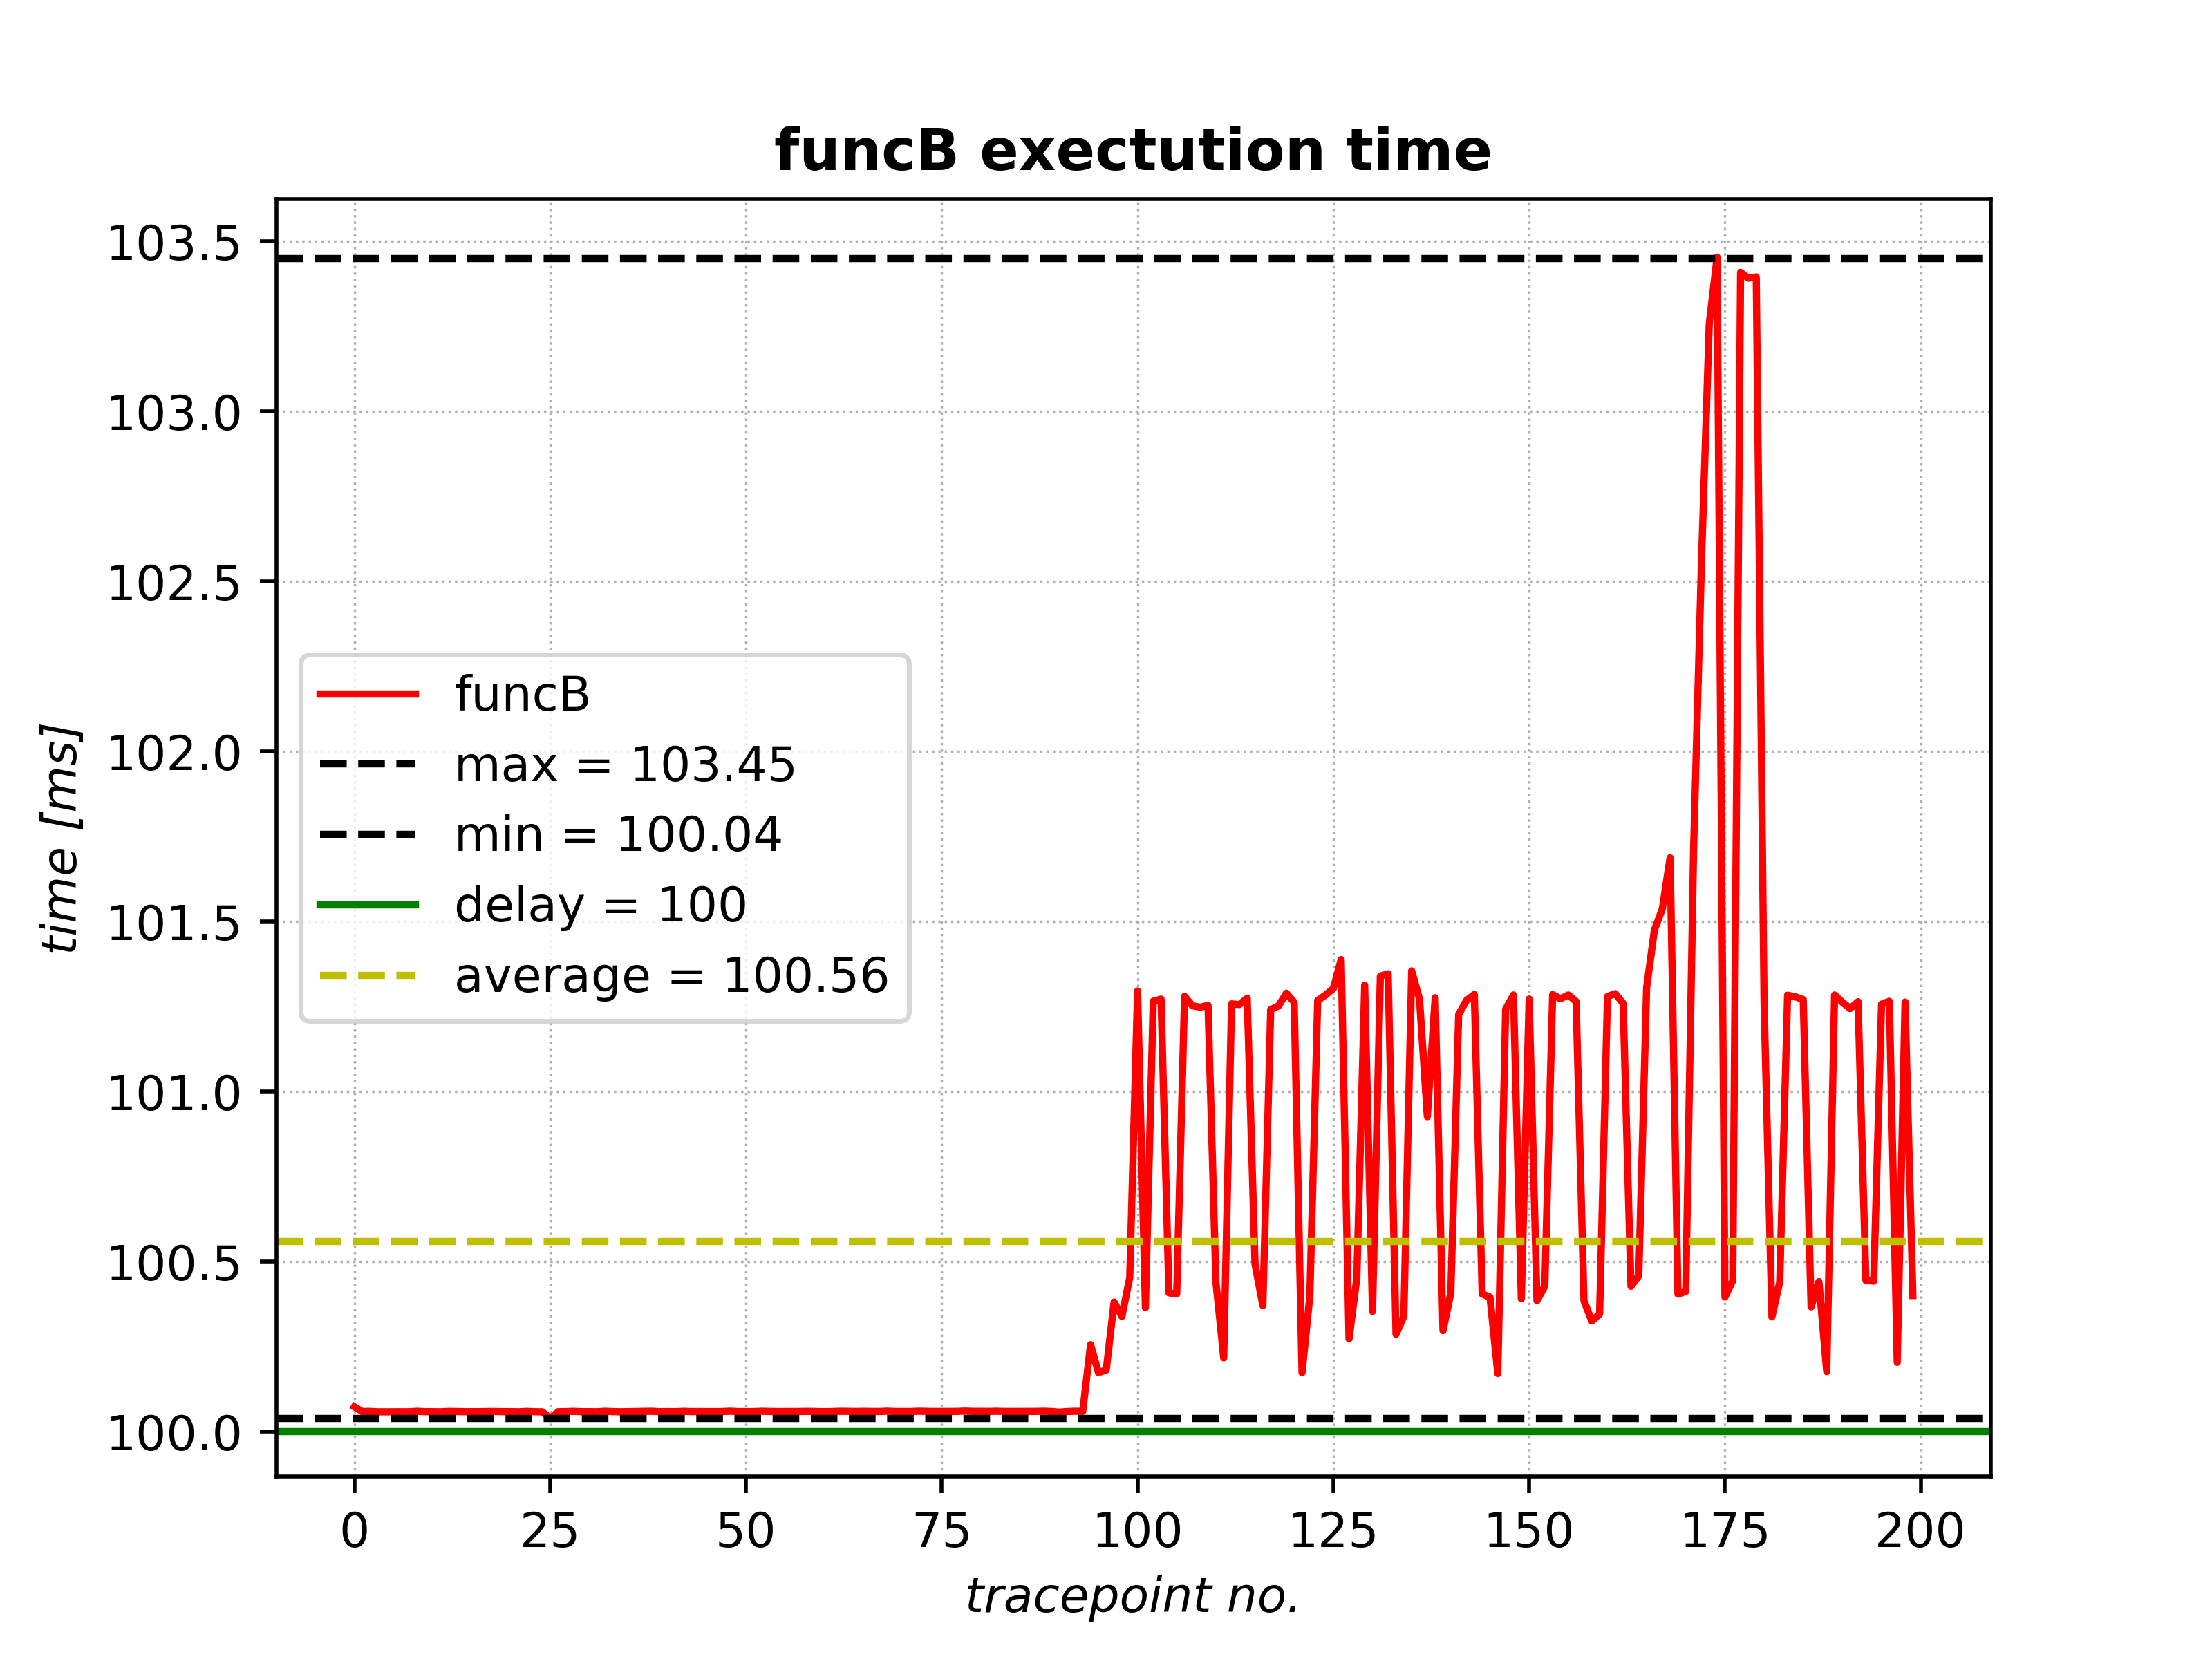 funcB exectution time
103.5
103.0
102.5
102.0
101.5
101.0
100.5
100.0
time [ms]
funcB
max = 103.45
min = 100.04
delay = 100
average = 100.56
0 25 50 75 100 125 150 175 200
tracepoint no.